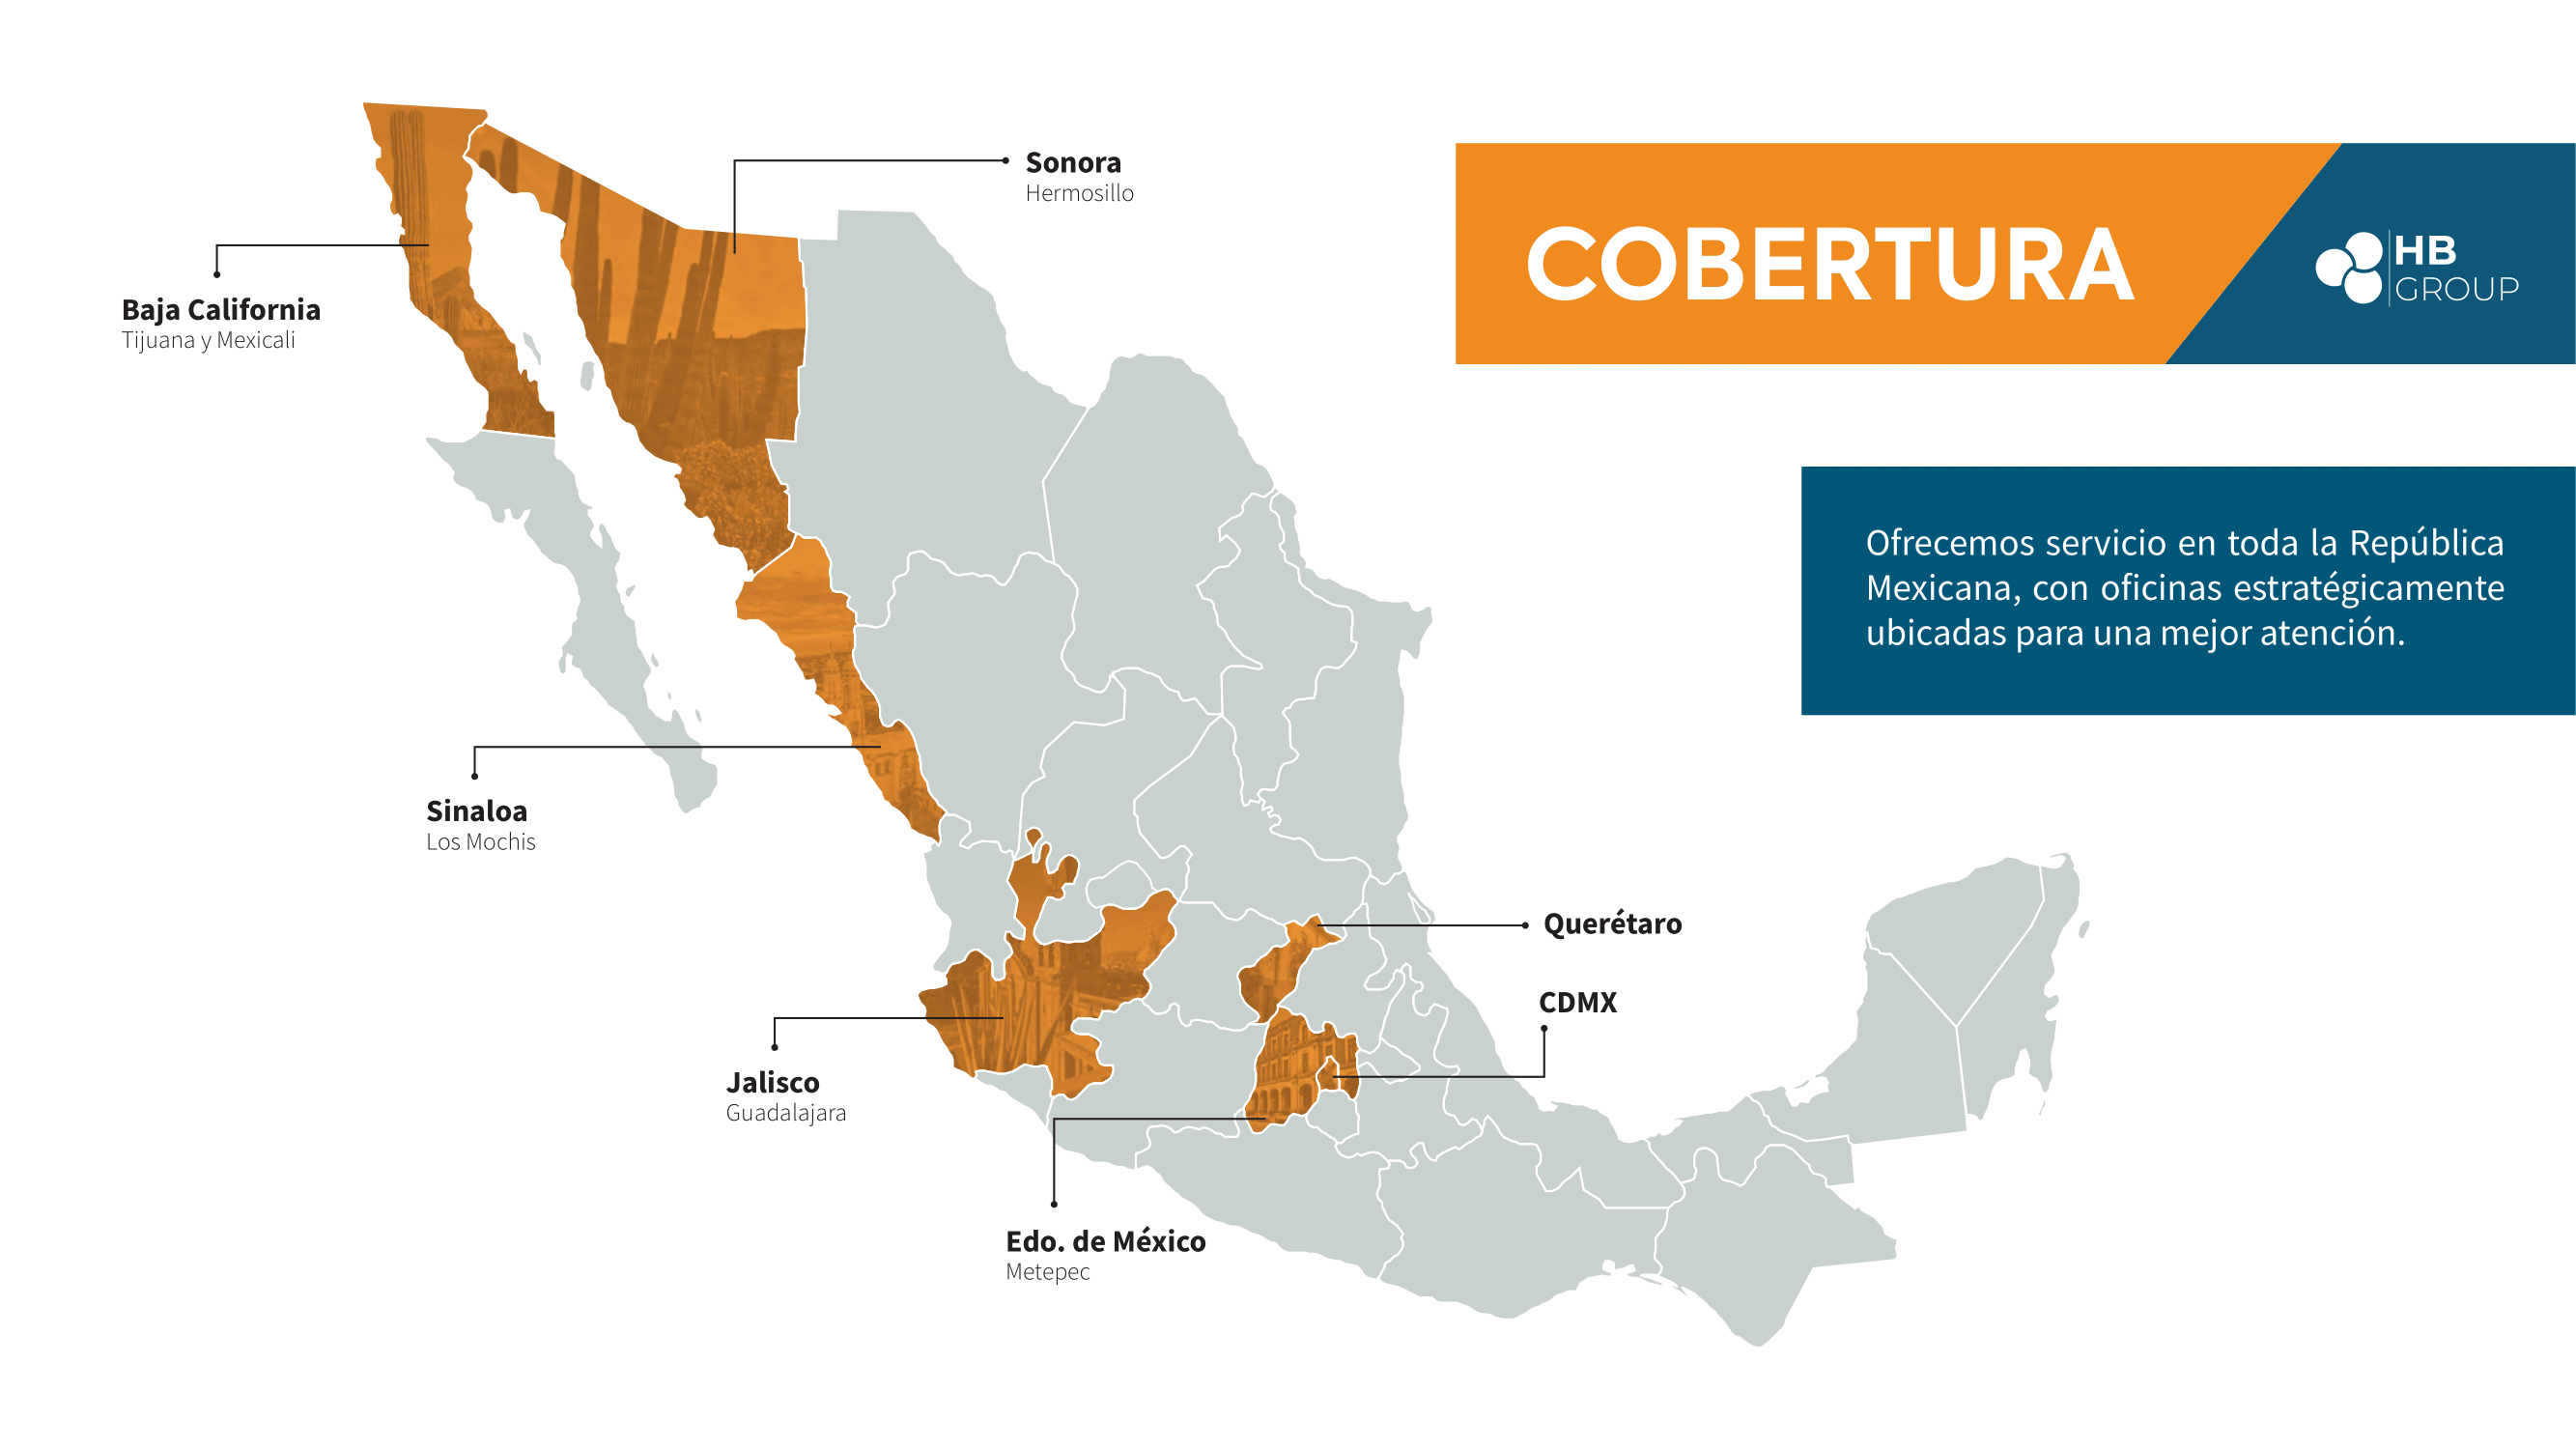 COBERTURA
HB
GROUP
Ofrecemos servicio en toda la República
Mexicana, con oficinas estratégicamente
ubicadas para una mejor atención.
Sonora
Hermosillo
Baja California
Tijuana y Mexicali
Sinaloa
Los Mochis
Querétaro
CDMX
Jalisco
Guadalajara
Edo. de México
Metepec